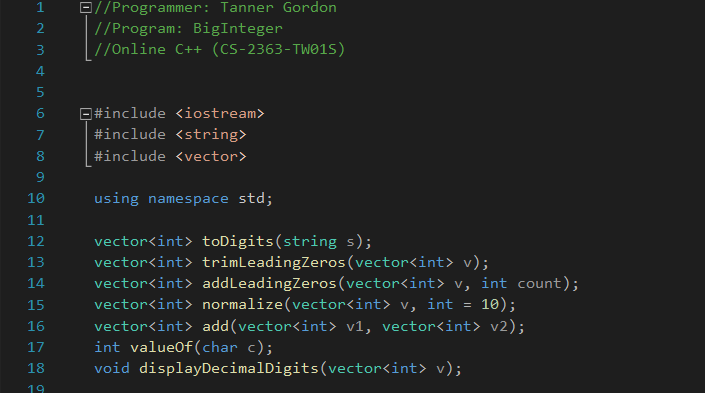 1 //Programmer: Tanner Gordon
2 //Program: BigInteger
3 //Online C++ (CS-2363-TW01S)
4
5
6 #include <iostream>
7 #include <string>
8 #include <vector>
9
10 using namespace std;
11
12 vector<int> toDigits(string s);
13 vector<int> trimLeadingZeros(vector<int> v);
14 vector<int> addLeadingZeros(vector<int> v, int count);
15 vector<int> normalize(vector<int> v, int = 10);
16 vector<int> add(vector<int> v1, vector<int> v2);
17 int valueOf(char c);
18 void displayDecimalDigits(vector<int> v);
19